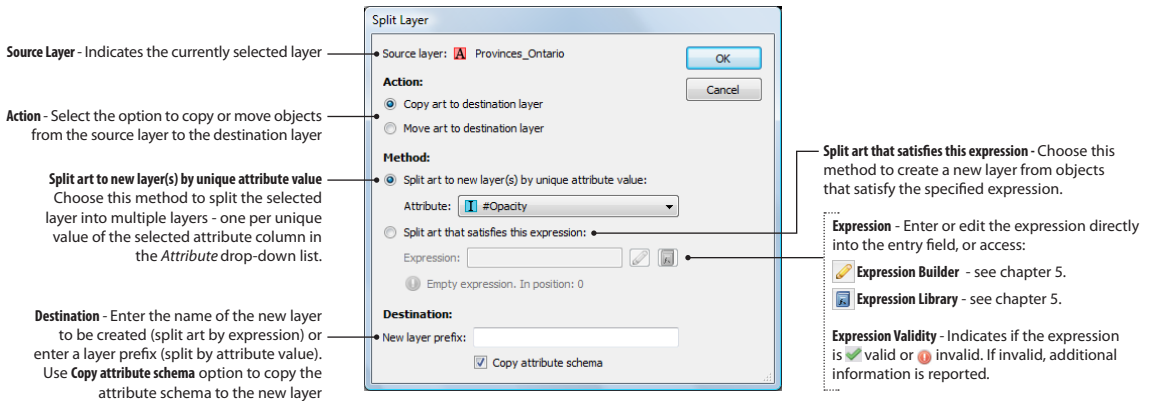 Source Layer - Indicates the currently selected layer
Action - Select the option to copy or move objects
from the source layer to the destination layer
Split art to new layer(s) by unique attribute value
Choose this method to split the selected
layer into multiple layers - one per unique
value of the selected attribute column in
the Attribute drop-down list.
Destination - Enter the name of the new layer
to be created (split art by expression) or
enter a layer prefix (split by attribute value).
Use Copy attribute schema option to copy the
attribute schema to the new layer
Split Layer
Source layer: A Provinces_Ontario
OK
Cancel
Action:
Copy art to destination layer
Move art to destination layer
Method:
Split art to new layer(s) by unique attribute value:
Attribute: I #Opacity
Split art that satisfies this expression:
Expression:
Empty expression. In position: 0
Destination:
New layer prefix:
Copy attribute schema
Split art that satisfies this expression - Choose this
method to create a new layer from objects
that satisfy the specified expression.
Expression - Enter or edit the expression directly
into the entry field, or access:
Expression Builder - see chapter 5.
Expression Library - see chapter 5.
Expression Validity - Indicates if the expression
is valid or invalid. If invalid, additional
information is reported.